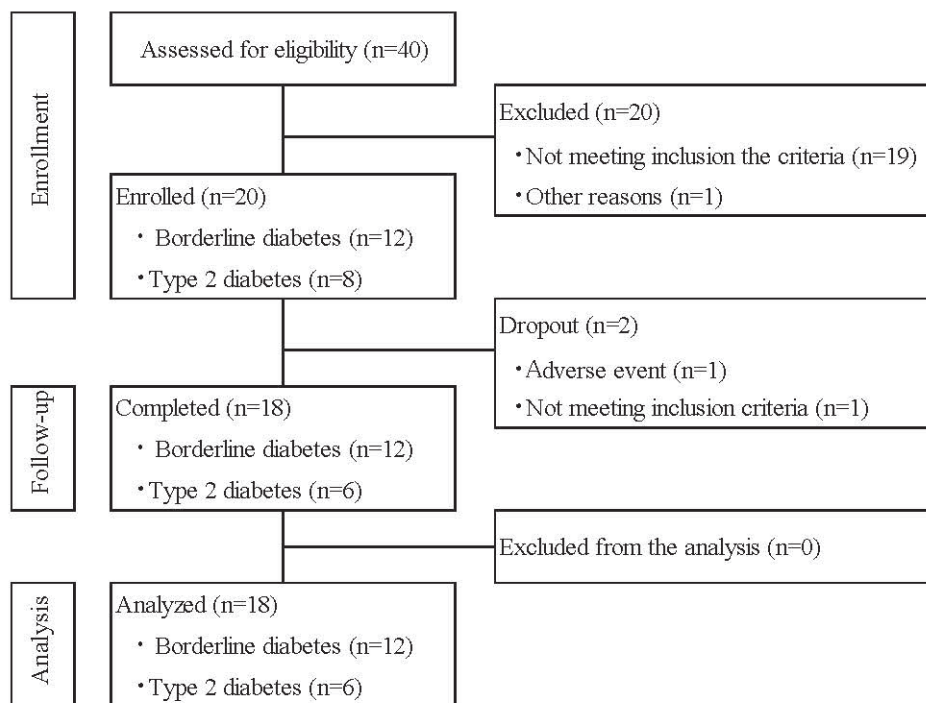 Enrollment
Assessed for eligibility (n=40)
Excluded (n=20)
・Not meeting inclusion the criteria (n=19)
・Other reasons (n=1)
Enrolled (n=20)
・ Borderline diabetes (n=12)
・Type 2 diabetes (n=8)
Dropout (n=2)
・Adverse event (n=1)
・Not meeting inclusion criteria (n=1)
Follow-up
Completed (n=18)
・ Borderline diabetes (n=12)
・Type 2 diabetes (n=6)
Excluded from the analysis (n=0)
Analysis
Analyzed (n=18)
・ Borderline diabetes (n=12)
・Type 2 diabetes (n=6)